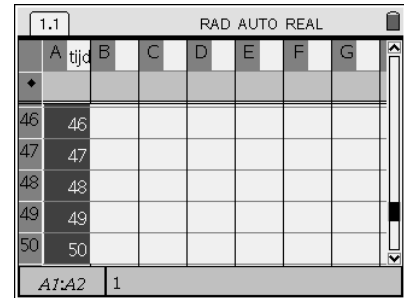 1.1 RAD AUTO REAL
A tijd B C D E F G
◆
46 46
47 47
48 48
49 49
50 50
A1:A2 1